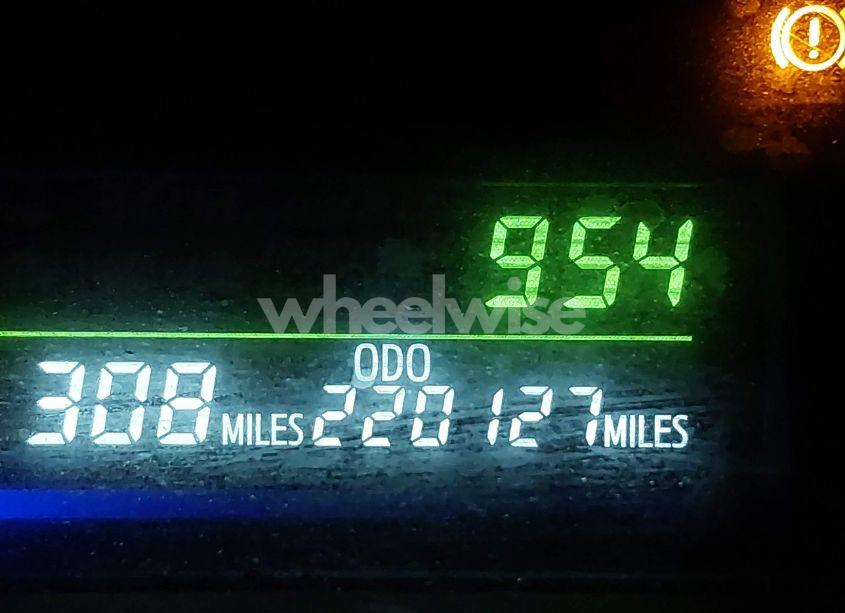 954
wheelwise
ODO
308 MILES 220127 MILES